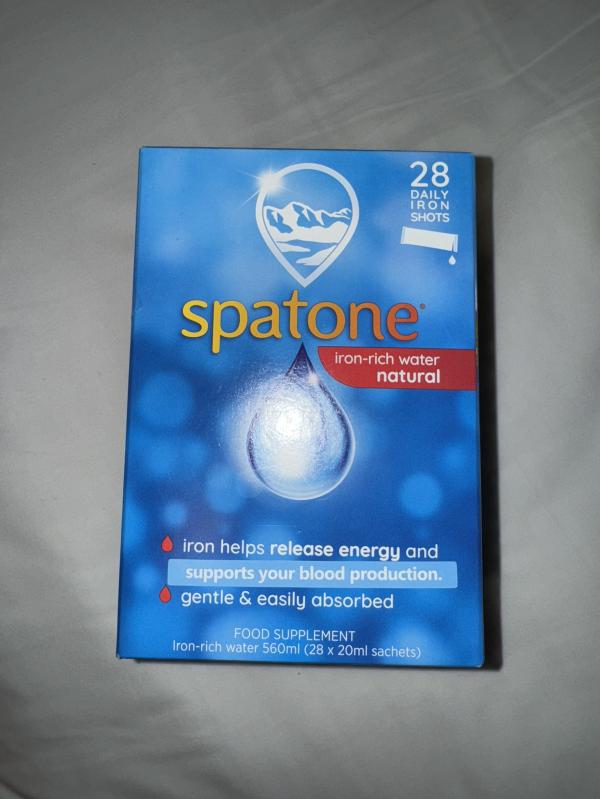 28
DAILY
IRON
SHOTS
spatone
iron-rich water
natural
iron helps release energy and
supports your blood production.
gentle & easily absorbed
FOOD SUPPLEMENT
Iron-rich water 560ml (28 x 20ml sachets)